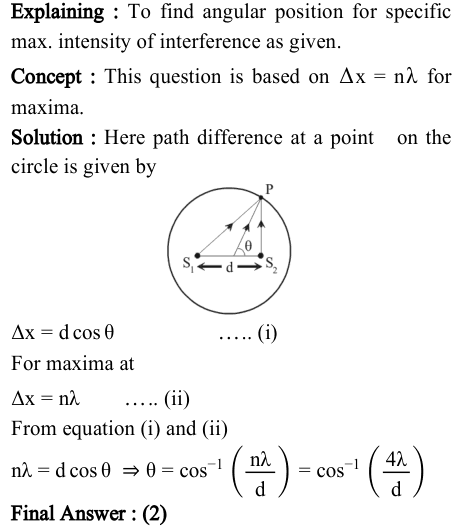 Explaining : To find angular position for specific
max. intensity of interference as given.
Concept : This question is based on Δx = nλ for
maxima.
Solution : Here path difference at a point on the
circle is given by
P
θ
S₁ d S₂
Δx = d cos θ ..... (i)
For maxima at
Δx = nλ ..... (ii)
From equation (i) and (ii)
nλ = d cos θ ⇒ θ = cos⁻¹ (nλ/d) = cos⁻¹ (4λ/d)
Final Answer : (2)